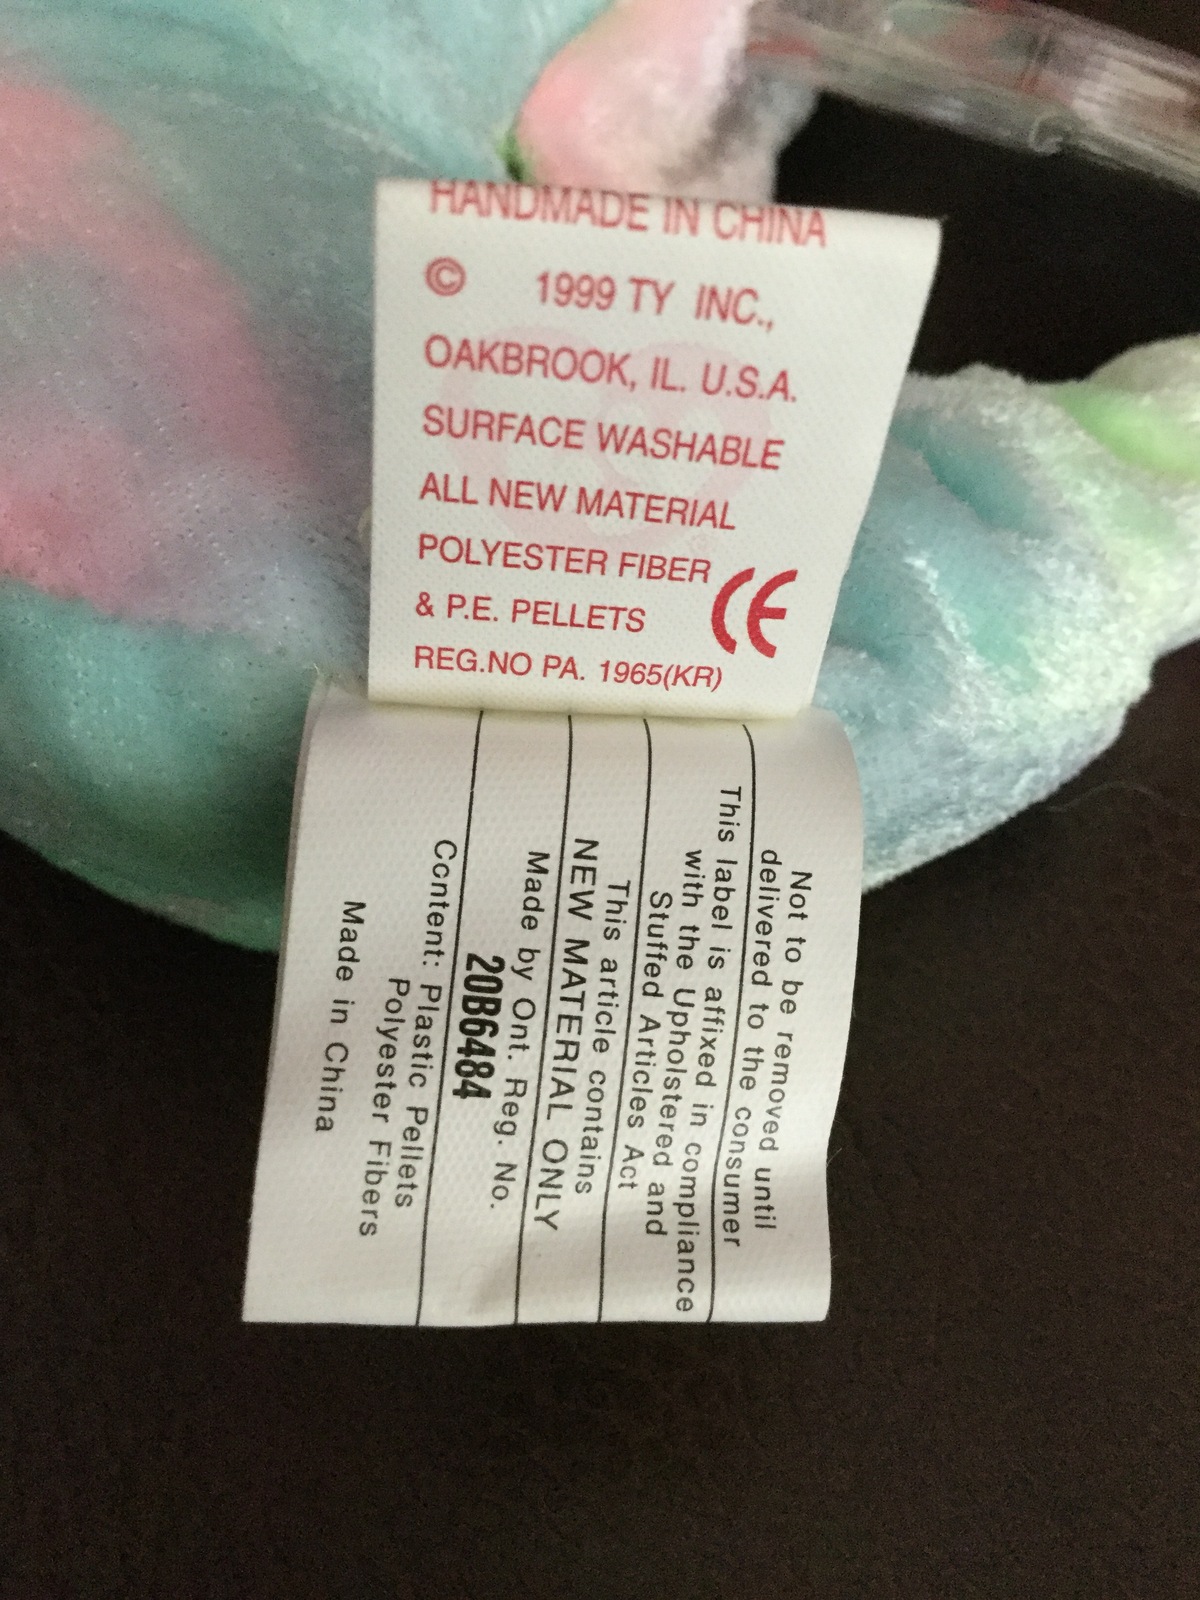 HANDMADE IN CHINA
© 1999 TY INC.,
OAKBROOK, IL. U.S.A.
SURFACE WASHABLE
ALL NEW MATERIAL
POLYESTER FIBER
& P.E. PELLETS
CE
REG.NO PA. 1965(KR)
Not to be removed until
delivered to the consumer
This label is affixed in compliance
with the Upholstered and
Stuffed Articles Act
This article contains
NEW MATERIAL ONLY
Made by Ont. Reg. No.
20B6484
Content: Plastic Pellets
Polyester Fibers
Made in China